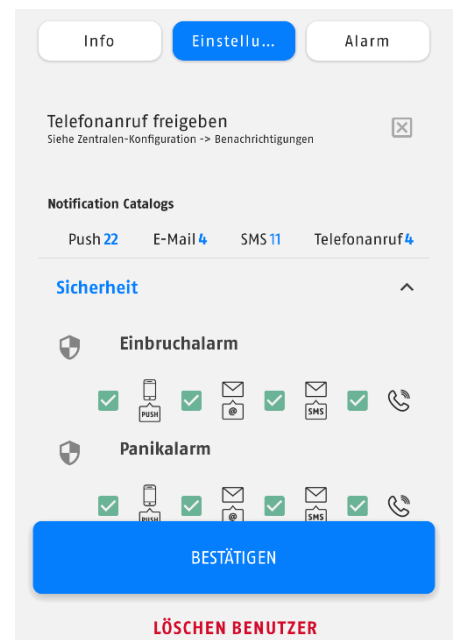 Info Einstellu... Alarm
Telefonanruf freigeben
Siehe Zentralen-Konfiguration -> Benachrichtigungen
Notification Catalogs
Push 22 E-Mail 4 SMS 11 Telefonanruf 4
Sicherheit
Einbruchalarm
PUSH @ SMS
Panikalarm
PUSH @ SMS
BESTÄTIGEN
LÖSCHEN BENUTZER